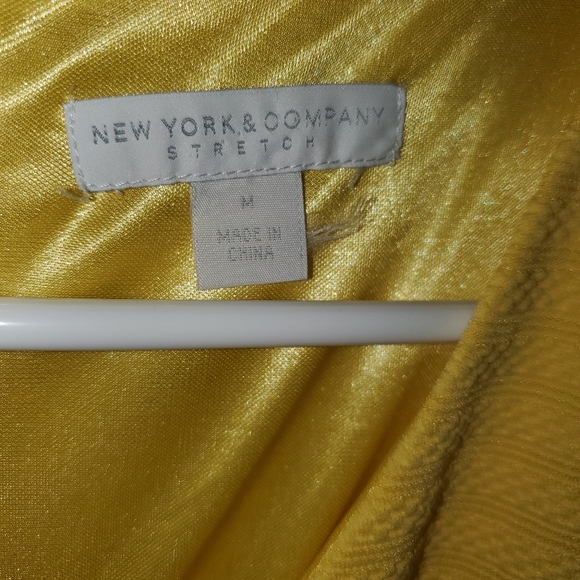 NEW YORK & COMPANY
STRETCH
M
MADE IN
CHINA